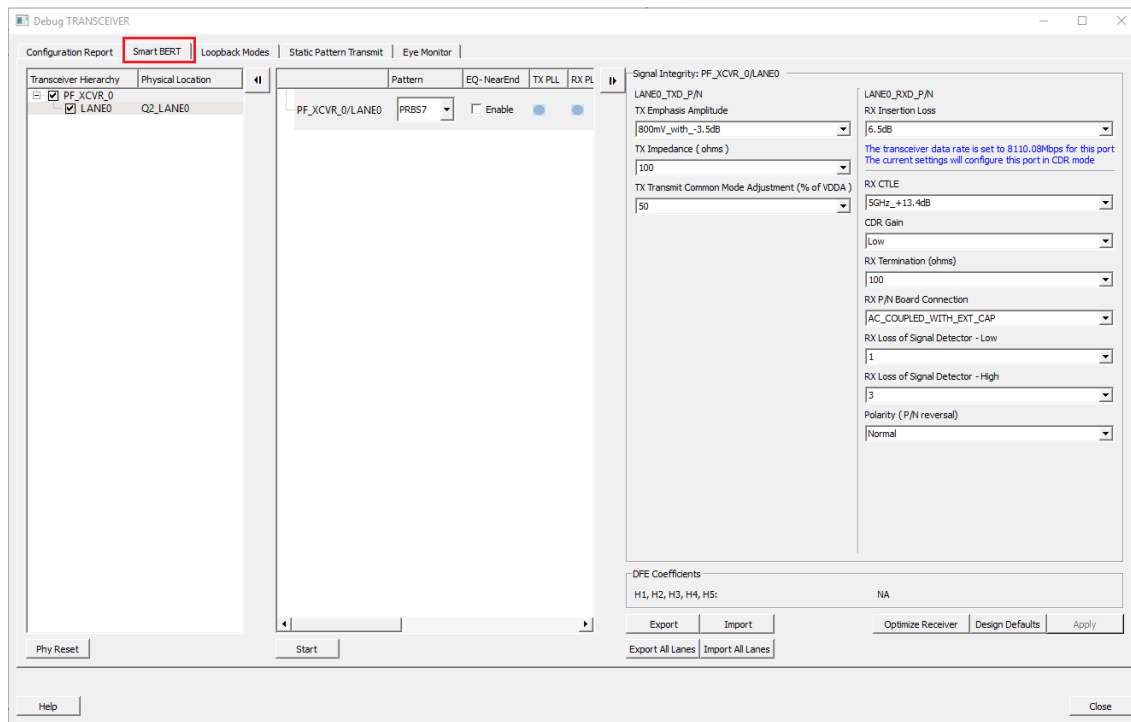 Debug TRANSCEIVER
Configuration Report
Smart BERT
Loopback Modes
Static Pattern Transmit
Eye Monitor
Transceiver Hierarchy
Physical Location
PF_XCVR_0
LANE0
Q2_LANE0
Pattern
EQ-NearEnd
TX PLL
RX PL
PF_XCVR_0/LANE0
PRBS7
Enable
Signal Integrity: PF_XCVR_0/LANE0
LANE0_TXD_P/N
TX Emphasis Amplitude
800mV_with_-3.5dB
TX Impedance ( ohms )
100
TX Transmit Common Mode Adjustment (% of VDDA )
50
LANE0_RXD_P/N
RX Insertion Loss
6.5dB
The transceiver data rate is set to 8110.08Mbps for this port
The current settings will configure this port in CDR mode
RX CTLE
5GHz_+13.4dB
CDR Gain
Low
RX Termination (ohms)
100
RX P/N Board Connection
AC_COUPLED_WITH_EXT_CAP
RX Loss of Signal Detector - Low
1
RX Loss of Signal Detector - High
3
Polarity ( P/N reversal)
Normal
DFE Coefficients
H1, H2, H3, H4, H5:
NA
Export
Import
Optimize Receiver
Design Defaults
Apply
Phy Reset
Start
Export All Lanes
Import All Lanes
Help
Close